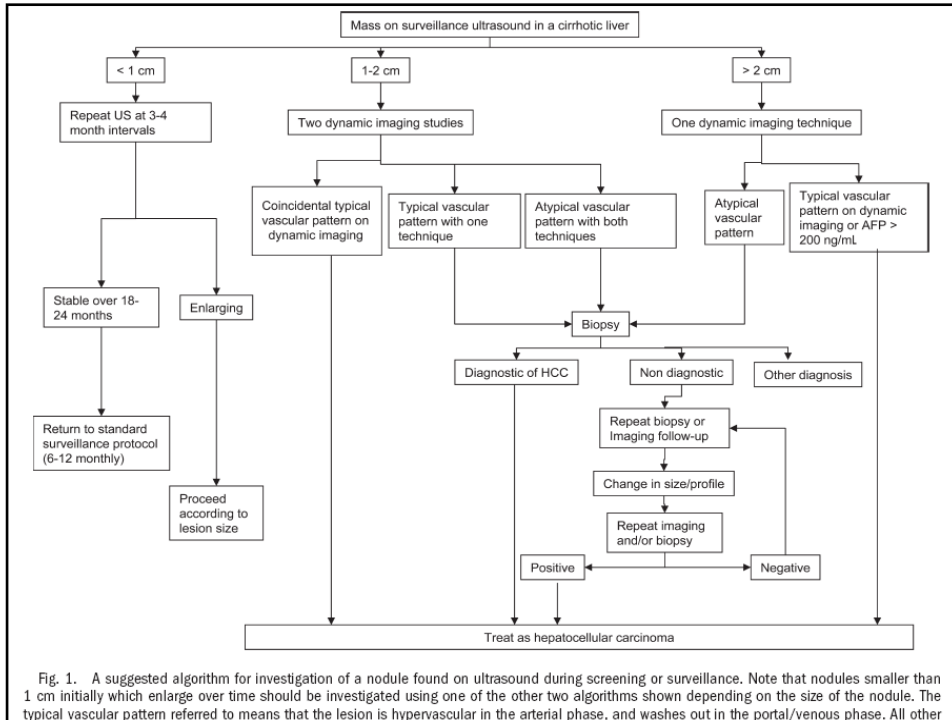 Mass on surveillance ultrasound in a cirrhotic liver
< 1 cm
1-2 cm
> 2 cm
Repeat US at 3-4
month intervals
Two dynamic imaging studies
One dynamic imaging technique
Coincidental typical
vascular pattern on
dynamic imaging
Typical vascular
pattern with one
technique
Atypical vascular
pattern with both
techniques
Atypical
vascular
pattern
Typical vascular
pattern on dynamic
imaging or AFP >
200 ng/mL
Stable over 18-
24 months
Enlarging
Biopsy
Diagnostic of HCC
Non diagnostic
Other diagnosis
Return to standard
surveillance protocol
(6-12 monthly)
Repeat biopsy or
Imaging follow-up
Proceed
according to
lesion size
Change in size/profile
Repeat imaging
and/or biopsy
Positive
Negative
Treat as hepatocellular carcinoma
Fig. 1. A suggested algorithm for investigation of a nodule found on ultrasound during screening or surveillance. Note that nodules smaller than
1 cm initially which enlarge over time should be investigated using one of the other two algorithms shown depending on the size of the nodule. The
typical vascular pattern referred to means that the lesion is hypervascular in the arterial phase, and washes out in the portal/venous phase. All other